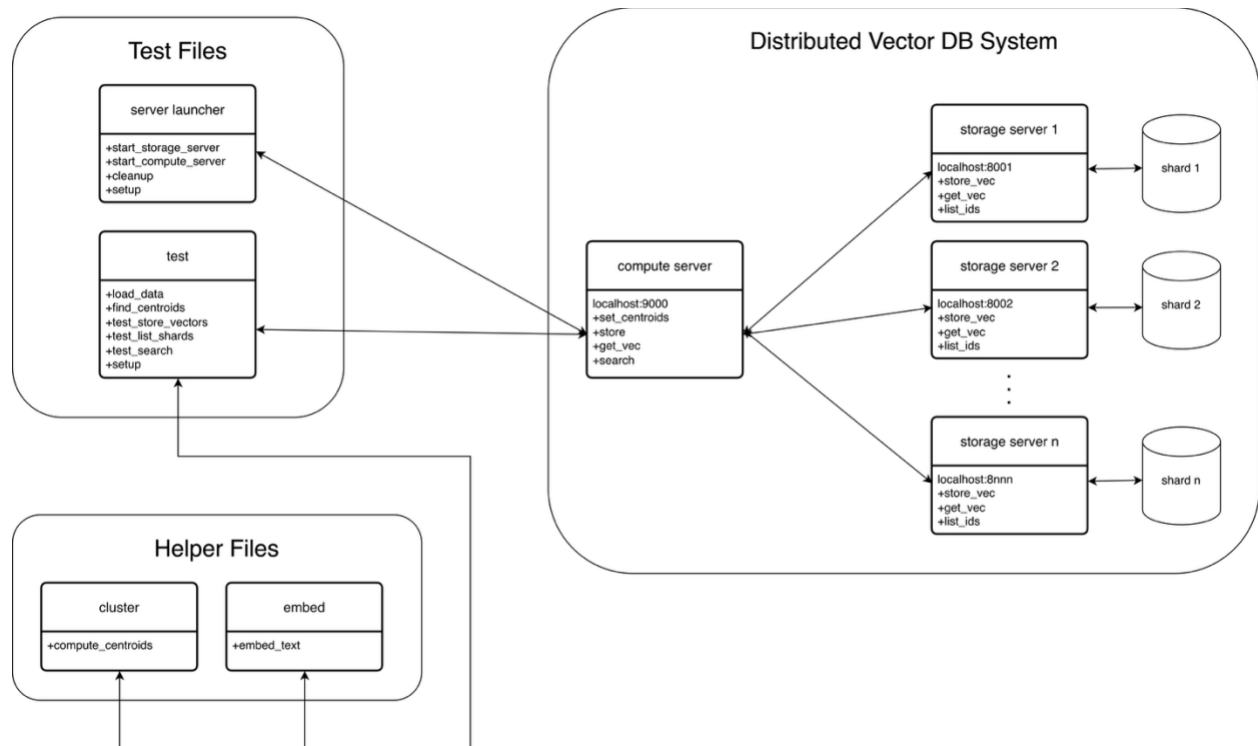 Test Files
server launcher
+start_storage_server
+start_compute_server
+cleanup
+setup
test
+load_data
+find_centroids
+test_store_vectors
+test_list_shards
+test_search
+setup
Helper Files
cluster
+compute_centroids
embed
+embed_text
Distributed Vector DB System
compute server
localhost:9000
+set_centroids
+store
+get_vec
+search
storage server 1
localhost:8001
+store_vec
+get_vec
+list_ids
shard 1
storage server 2
localhost:8002
+store_vec
+get_vec
+list_ids
shard 2
storage server n
localhost:8nnn
+store_vec
+get_vec
+list_ids
shard n